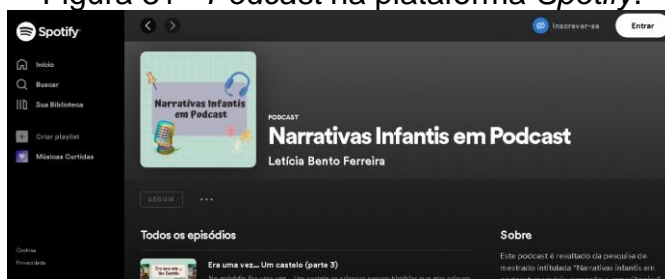 Figura 31 - Podcast na plataforma Spotify.
Spotify
Inscrever-se
Entrar
Início
Buscar
Sua Biblioteca
Criar playlist
Músicas Curtidas
Narrativas Infantis
em Podcast
PODCAST
Narrativas Infantis em Podcast
Letícia Bento Ferreira
SEGUIR
Todos os episódios
Sobre
Era uma vez... Um castelo (parte 3)
Este podcast é resultado da pesquisa de
mestrado intitulada "Narrativas infantis em
Cookies
Privacidade